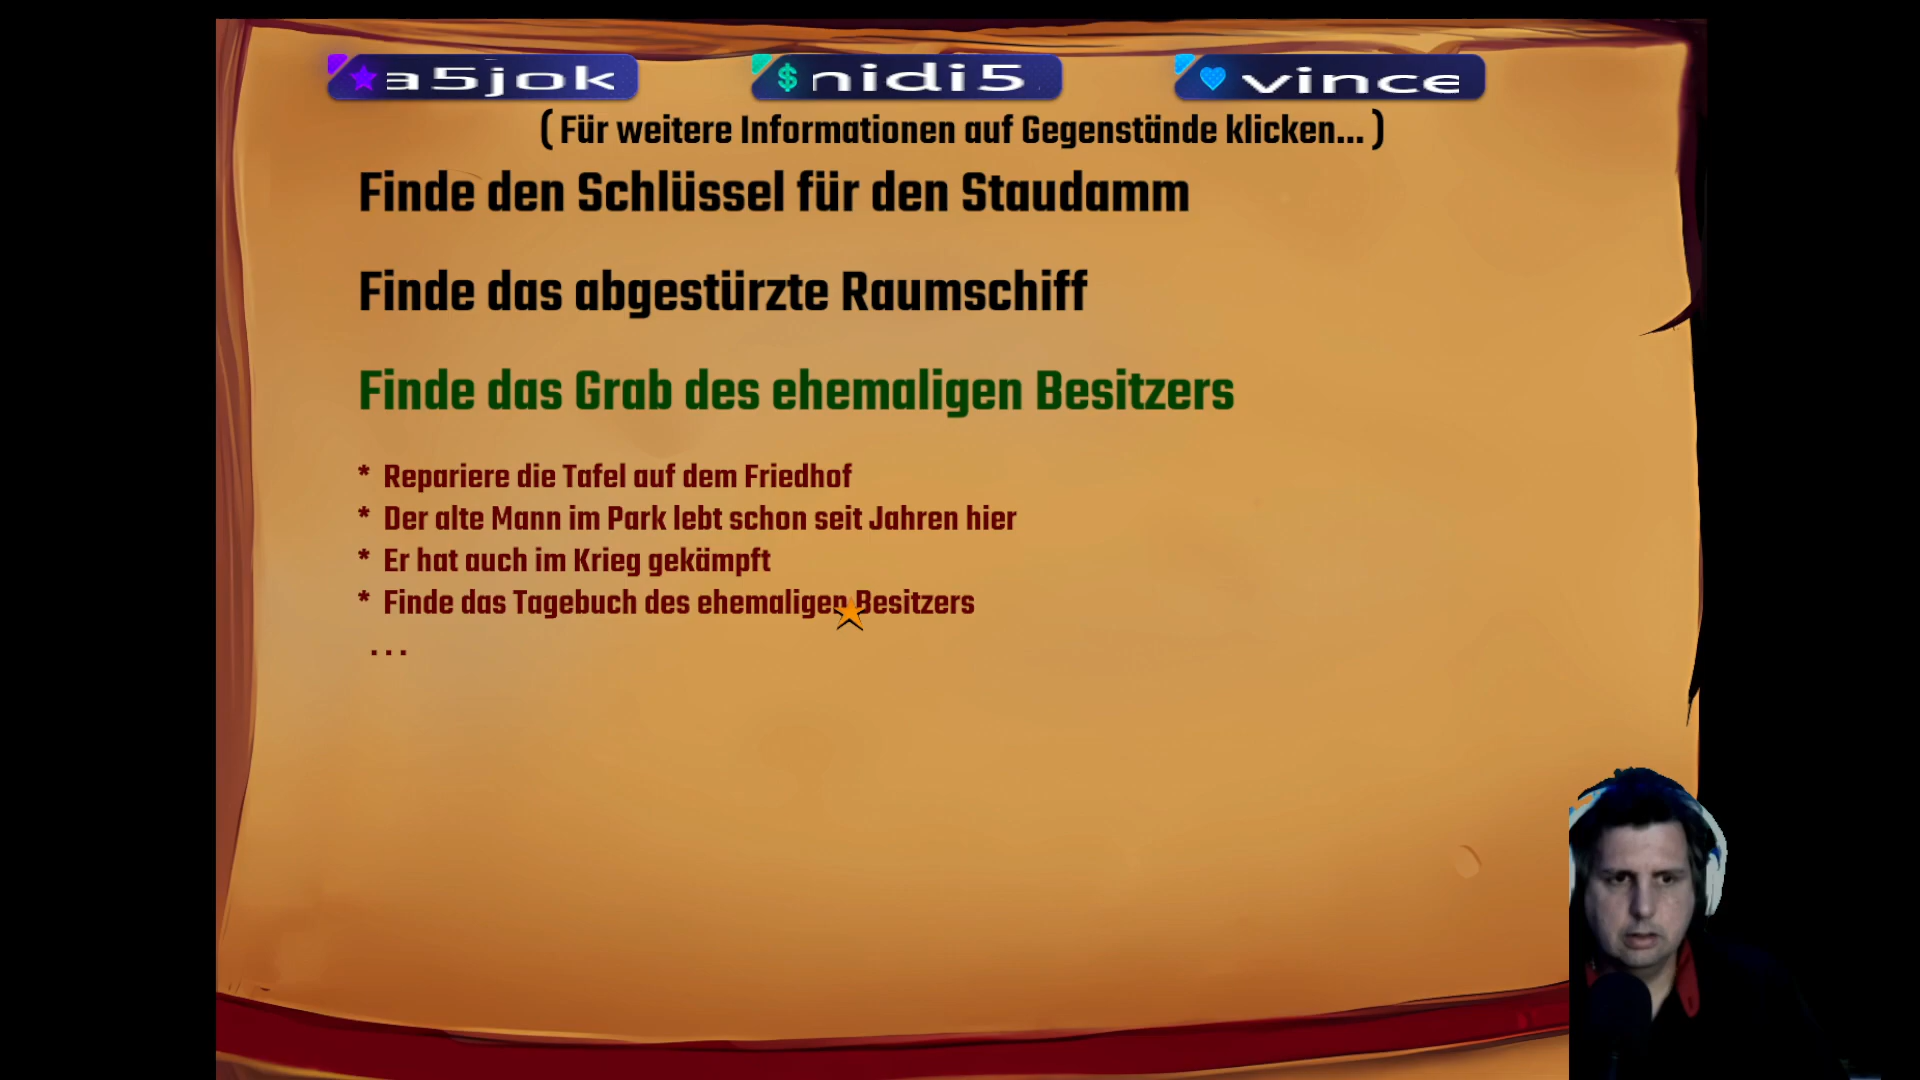 a5jok nidi5 vince
( Für weitere Informationen auf Gegenstände klicken... )
Finde den Schlüssel für den Staudamm
Finde das abgestürzte Raumschiff
Finde das Grab des ehemaligen Besitzers
* Repariere die Tafel auf dem Friedhof
* Der alte Mann im Park lebt schon seit Jahren hier
* Er hat auch im Krieg gekämpft
* Finde das Tagebuch des ehemaligen Besitzers
...